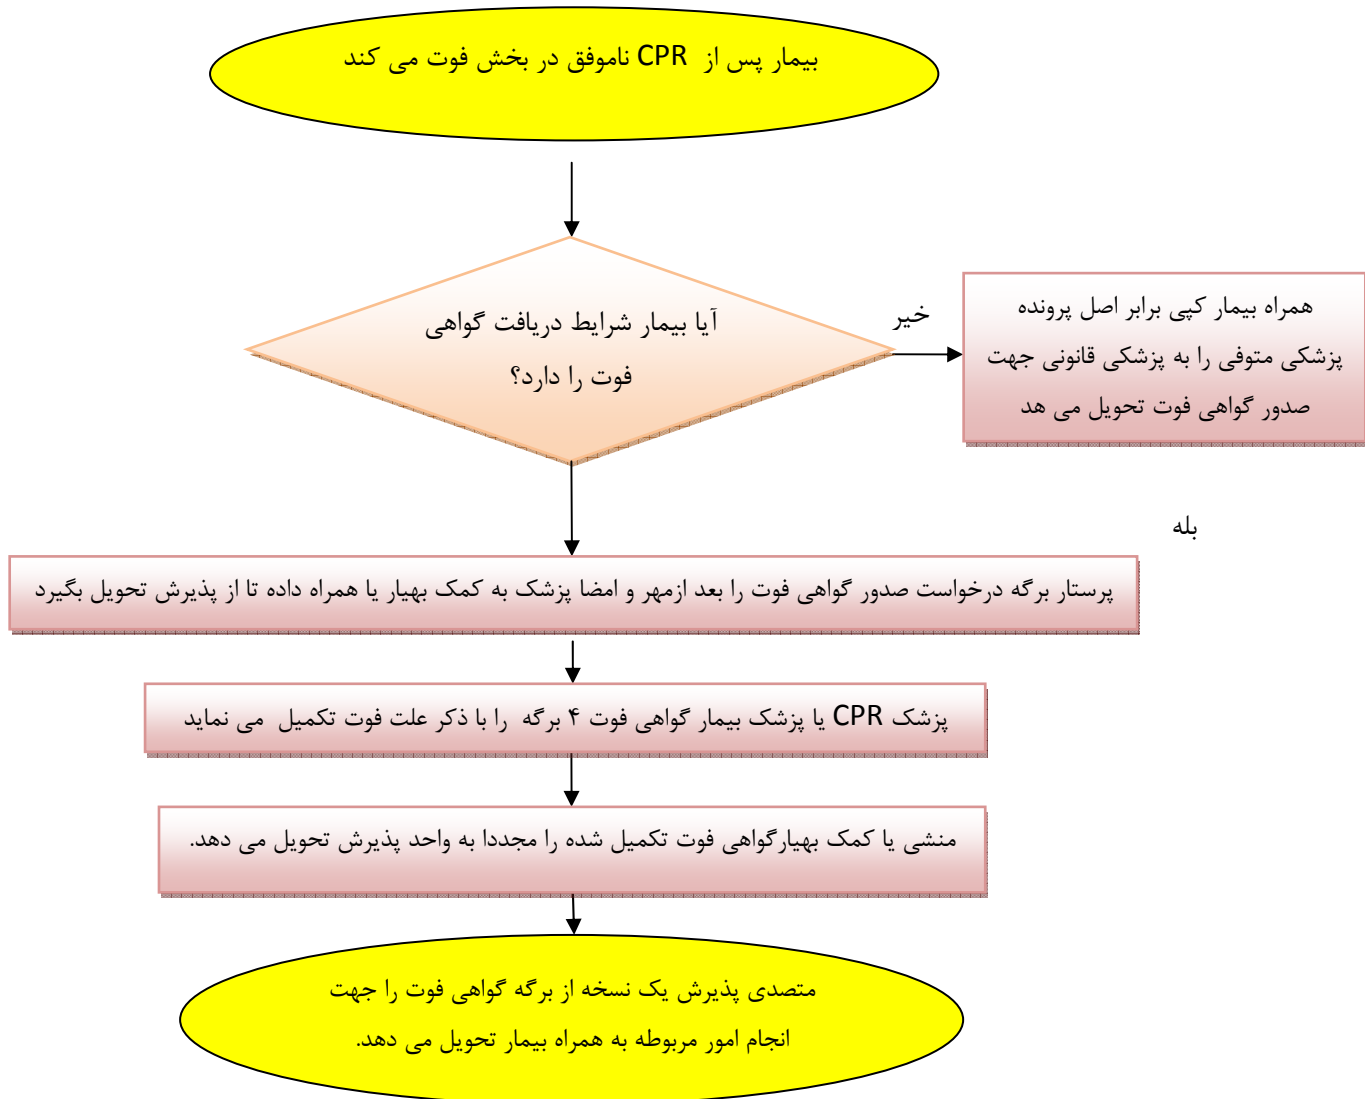 بیمار پس از CPR ناموفق در بخش فوت می کند
آیا بیمار شرایط دریافت گواهی
فوت را دارد؟
خیر
همراه بیمار کپی برابر اصل پرونده
پزشکی متوفی را به پزشکی قانونی جهت
صدور گواهی فوت تحویل می هد
بله
پرستار برگه درخواست صدور گواهی فوت را بعد ازمهر و امضا پزشک به کمک بهیار یا همراه داده تا از پذیرش تحویل بگیرد
پزشک CPR یا پزشک بیمار گواهی فوت ۴ برگه را با ذکر علت فوت تکمیل می نماید
منشی یا کمک بهیارگواهی فوت تکمیل شده را مجددا به واحد پذیرش تحویل می دهد.
متصدی پذیرش یک نسخه از برگه گواهی فوت را جهت
انجام امور مربوطه به همراه بیمار تحویل می دهد.